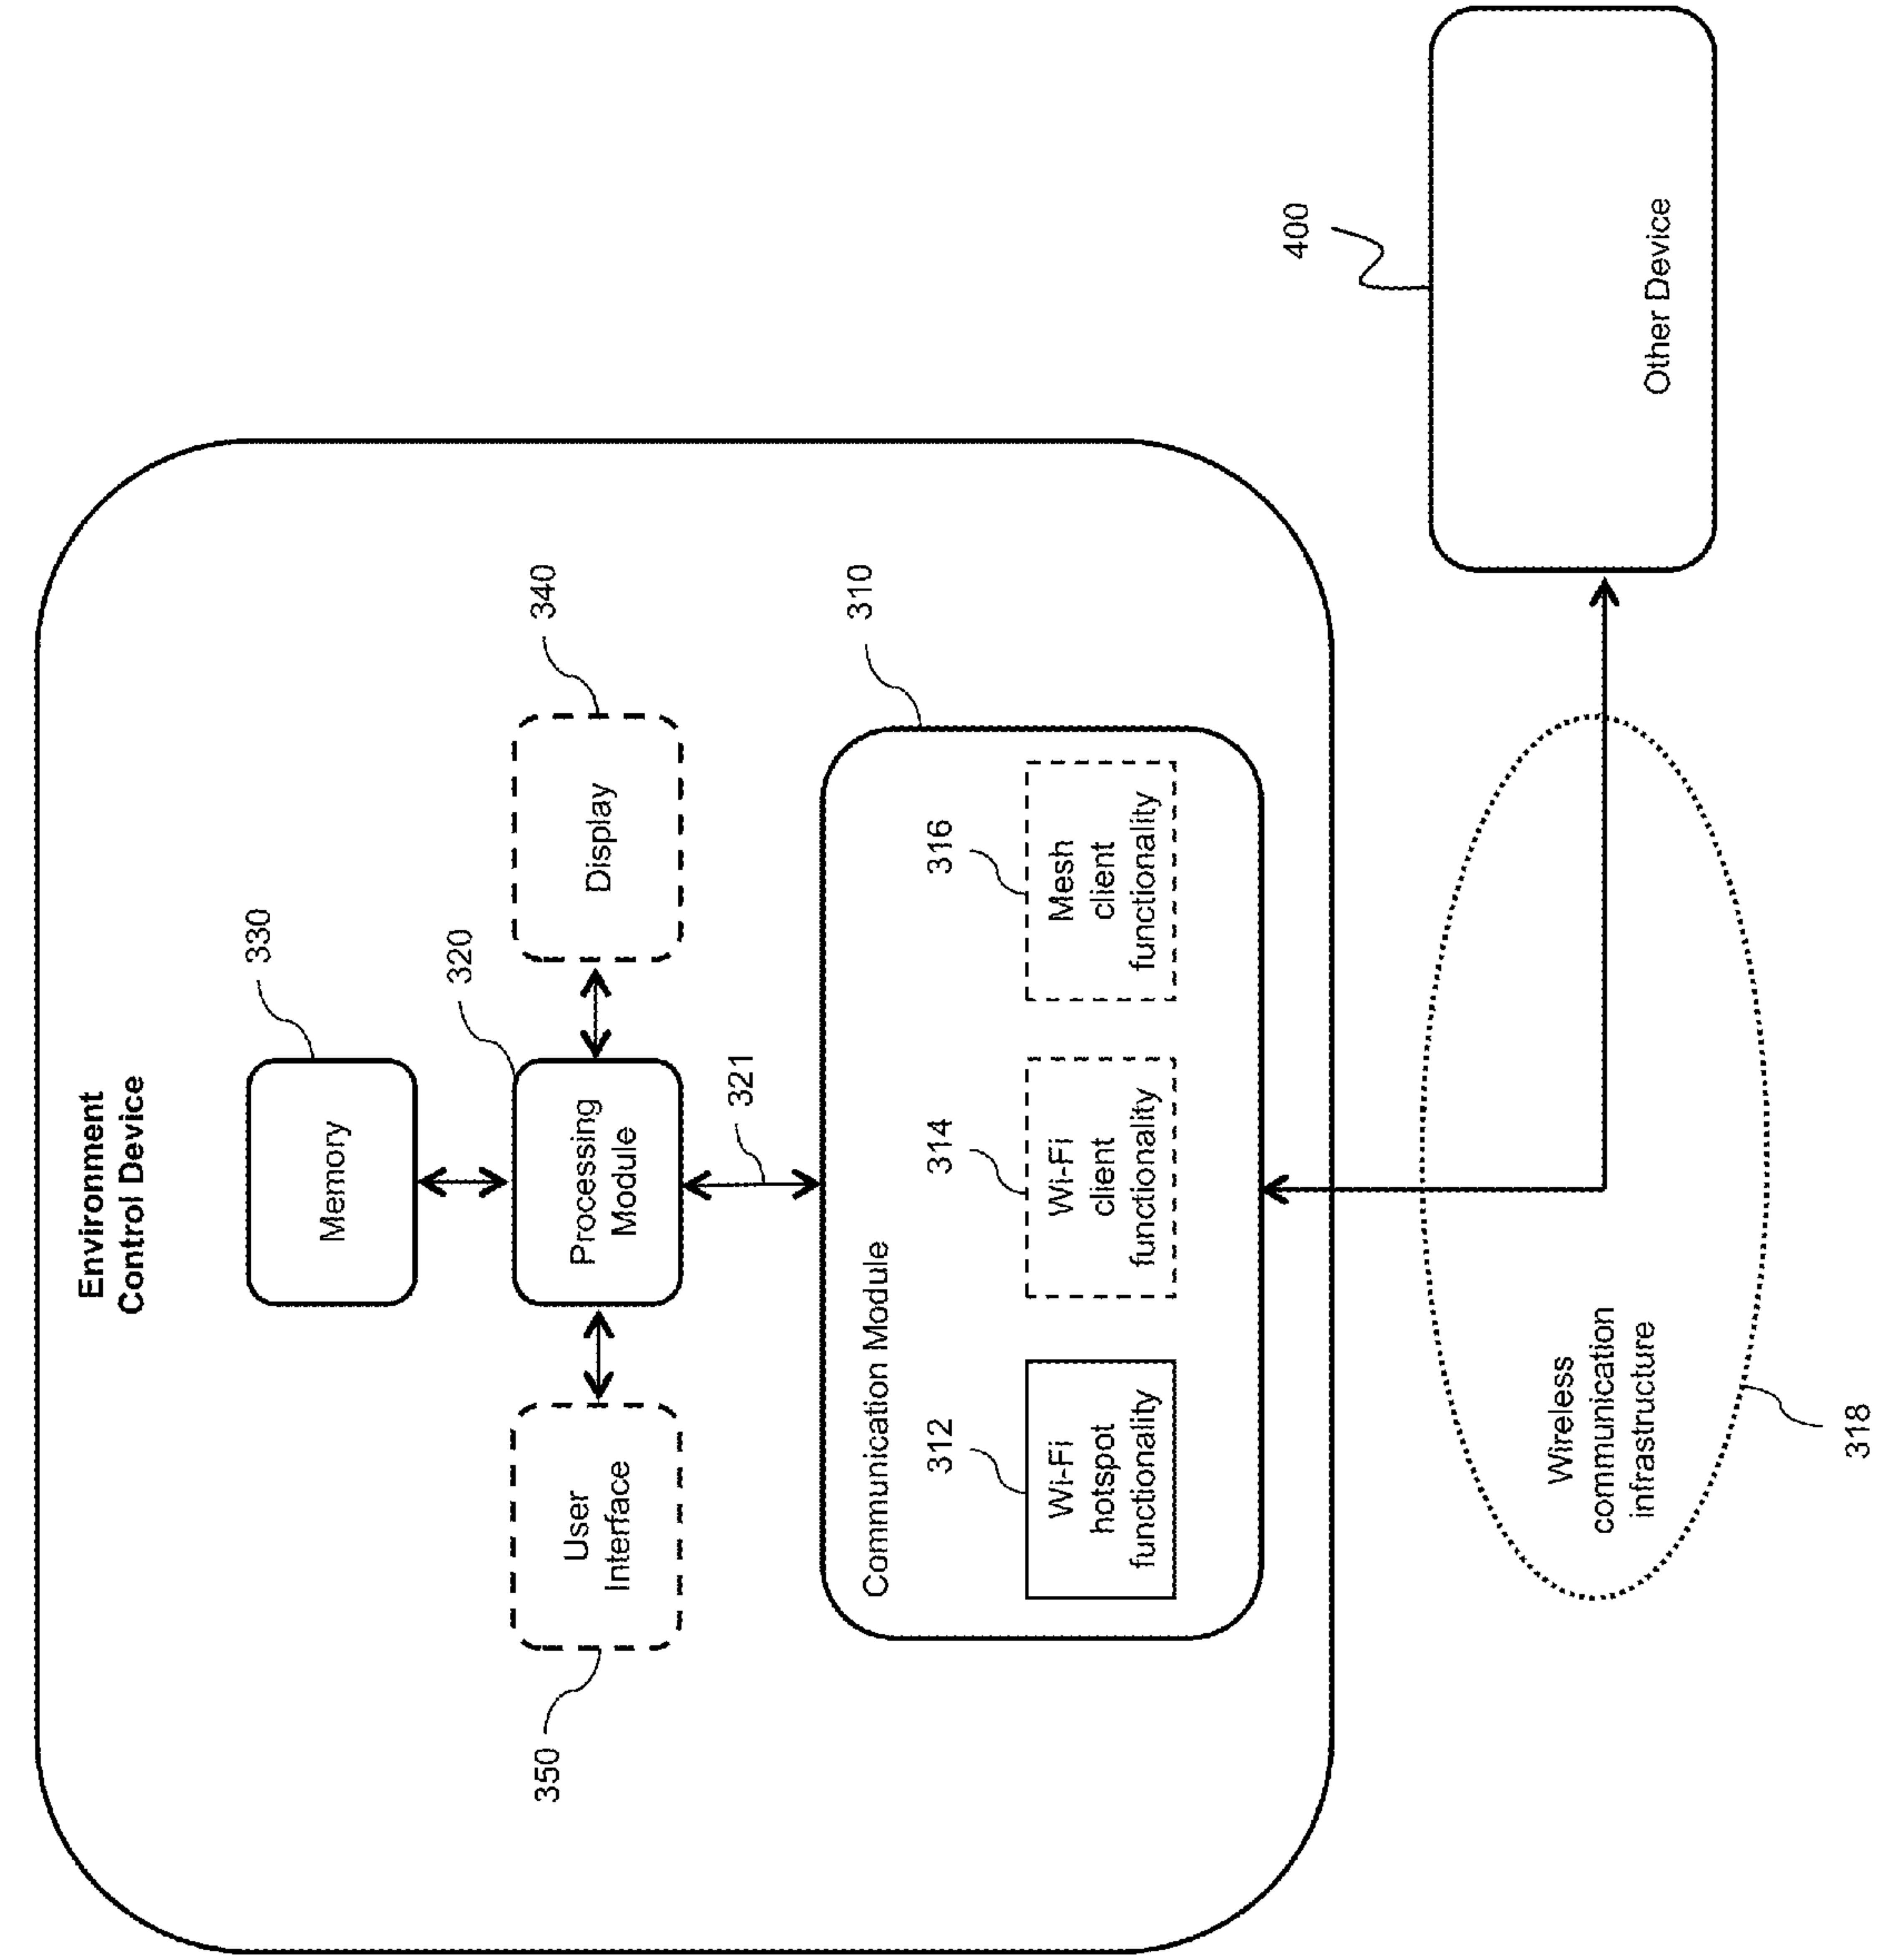 Environment
Control Device
330
Memory
350
User
Interface
320
Processing
Module
340
Display
321
310
Communication Module
312
Wi-Fi
hotspot
functionality
314
Wi-Fi
client
functionality
316
Mesh
client
functionality
Wireless
communication
infrastructure
318
400
Other Device